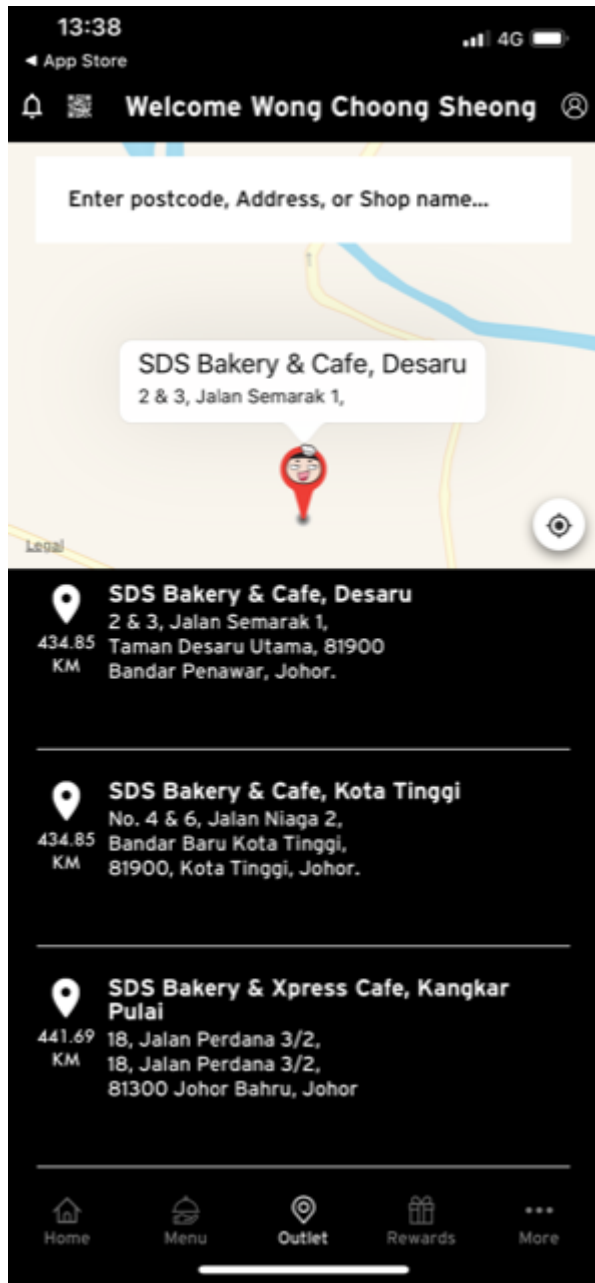 13:38
4G
◀ App Store
Welcome Wong Choong Sheong
Enter postcode, Address, or Shop name...
SDS Bakery & Cafe, Desaru
2 & 3, Jalan Semarak 1,
Legal
SDS Bakery & Cafe, Desaru
2 & 3, Jalan Semarak 1,
434.85 KM
Taman Desaru Utama, 81900
Bandar Penawar, Johor.
SDS Bakery & Cafe, Kota Tinggi
No. 4 & 6, Jalan Niaga 2,
434.85 KM
Bandar Baru Kota Tinggi,
81900, Kota Tinggi, Johor.
SDS Bakery & Xpress Cafe, Kangkar
Pulai
441.69 KM
18, Jalan Perdana 3/2,
18, Jalan Perdana 3/2,
81300 Johor Bahru, Johor
Home
Menu
Outlet
Rewards
More